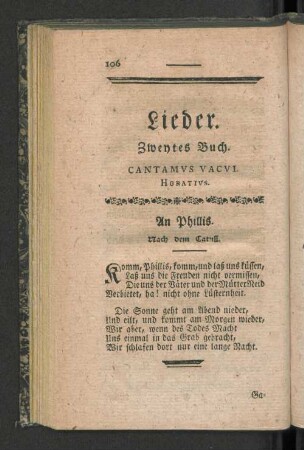 106
Lieder.
Zweytes Buch.
CANTAMVS VACVI.
HORATIVS.
An Phillis.
Nach dem Catull.
Komm, Phillis, komm, und laß uns küssen,
Laß uns die Freuden nicht vermissen,
Die uns der Väter und der Mütter Neid
Verbietet, ha! nicht ohne Lüsternheit.
Die Sonne geht am Abend nieder,
Und eilt, und kommt am Morgen wieder,
Wir aber, wenn des Todes Macht
Uns einmal in das Grab gebracht,
Wir schlafen dort nur eine lange Nacht.
Ga-